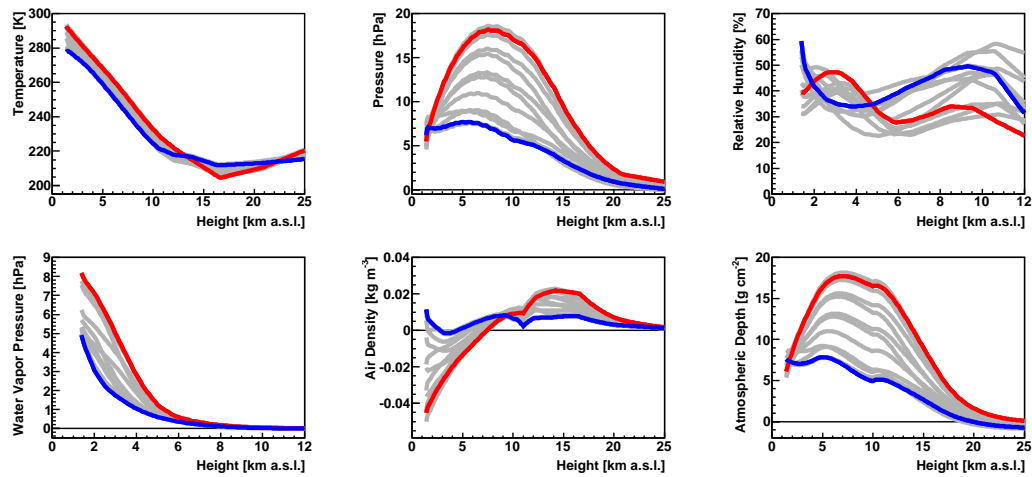 Temperature [K]
300
280
260
240
220
200
0 5 10 15 20 25
Height [km a.s.l.]
Pressure [hPa]
20
15
10
5
0
0 5 10 15 20 25
Height [km a.s.l.]
Relative Humidity [%]
70
60
50
40
30
20
10
0
0 2 4 6 8 10 12
Height [km a.s.l.]
Water Vapor Pressure [hPa]
9
8
7
6
5
4
3
2
1
0
0 2 4 6 8 10 12
Height [km a.s.l.]
Air Density [kg m-3]
0.04
0.02
0
-0.02
-0.04
0 5 10 15 20 25
Height [km a.s.l.]
Atmospheric Depth [g cm-2]
20
15
10
5
0
0 5 10 15 20 25
Height [km a.s.l.]